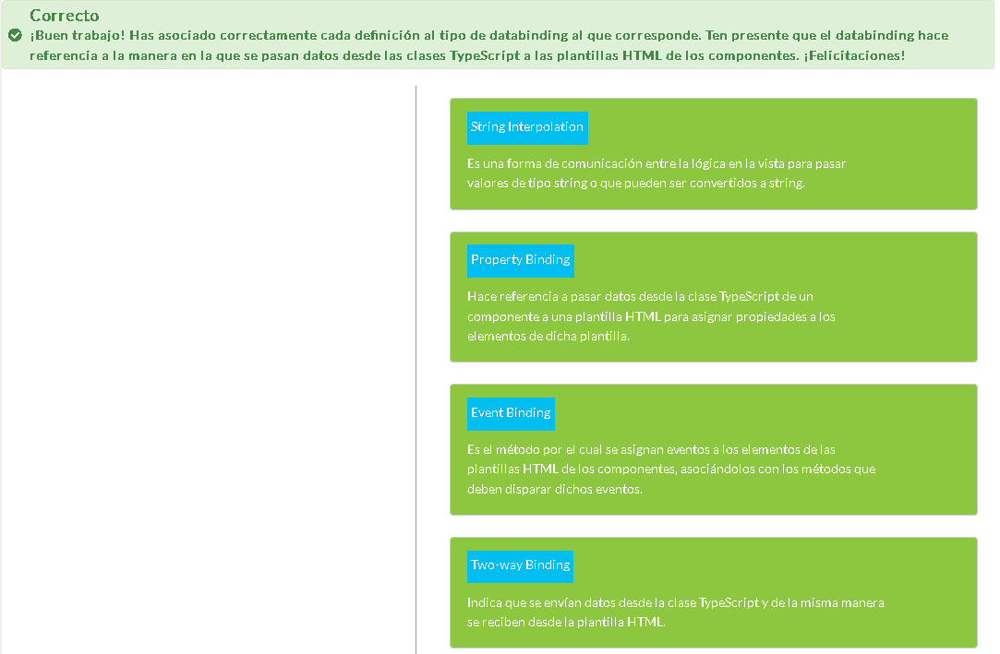 Correcto
¡Buen trabajo! Has asociado correctamente cada definición al tipo de databinding al que corresponde. Ten presente que el databinding hace
referencia a la manera en la que se pasan datos desde las clases TypeScript a las plantillas HTML de los componentes. ¡Felicitaciones!
String Interpolation
Es una forma de comunicación entre la lógica en la vista para pasar
valores de tipo string o que pueden ser convertidos a string.
Property Binding
Hace referencia a pasar datos desde la clase TypeScript de un
componente a una plantilla HTML para asignar propiedades a los
elementos de dicha plantilla.
Event Binding
Es el método por el cual se asignan eventos a los elementos de las
plantillas HTML de los componentes, asociándolos con los métodos que
deben disparar dichos eventos.
Two-way Binding
Indica que se envían datos desde la clase TypeScript y de la misma manera
se reciben desde la plantilla HTML.